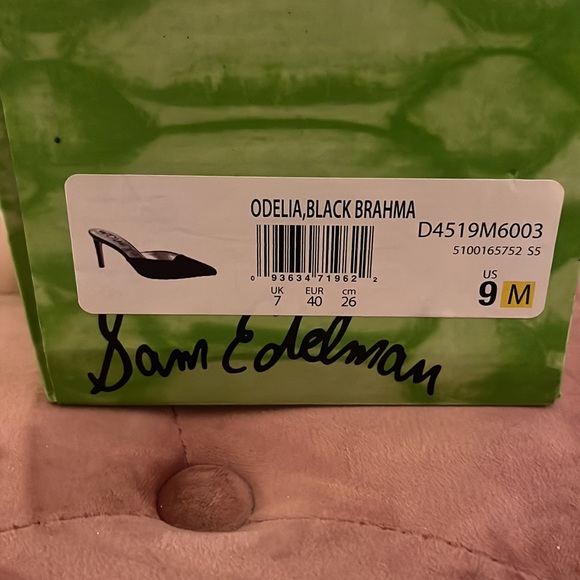 ODELIA,BLACK BRAHMA
D4519M6003
5100165752 S5
0 93634 71962 2
UK EUR cm
7 40 26
US
9 M
Sam Edelman